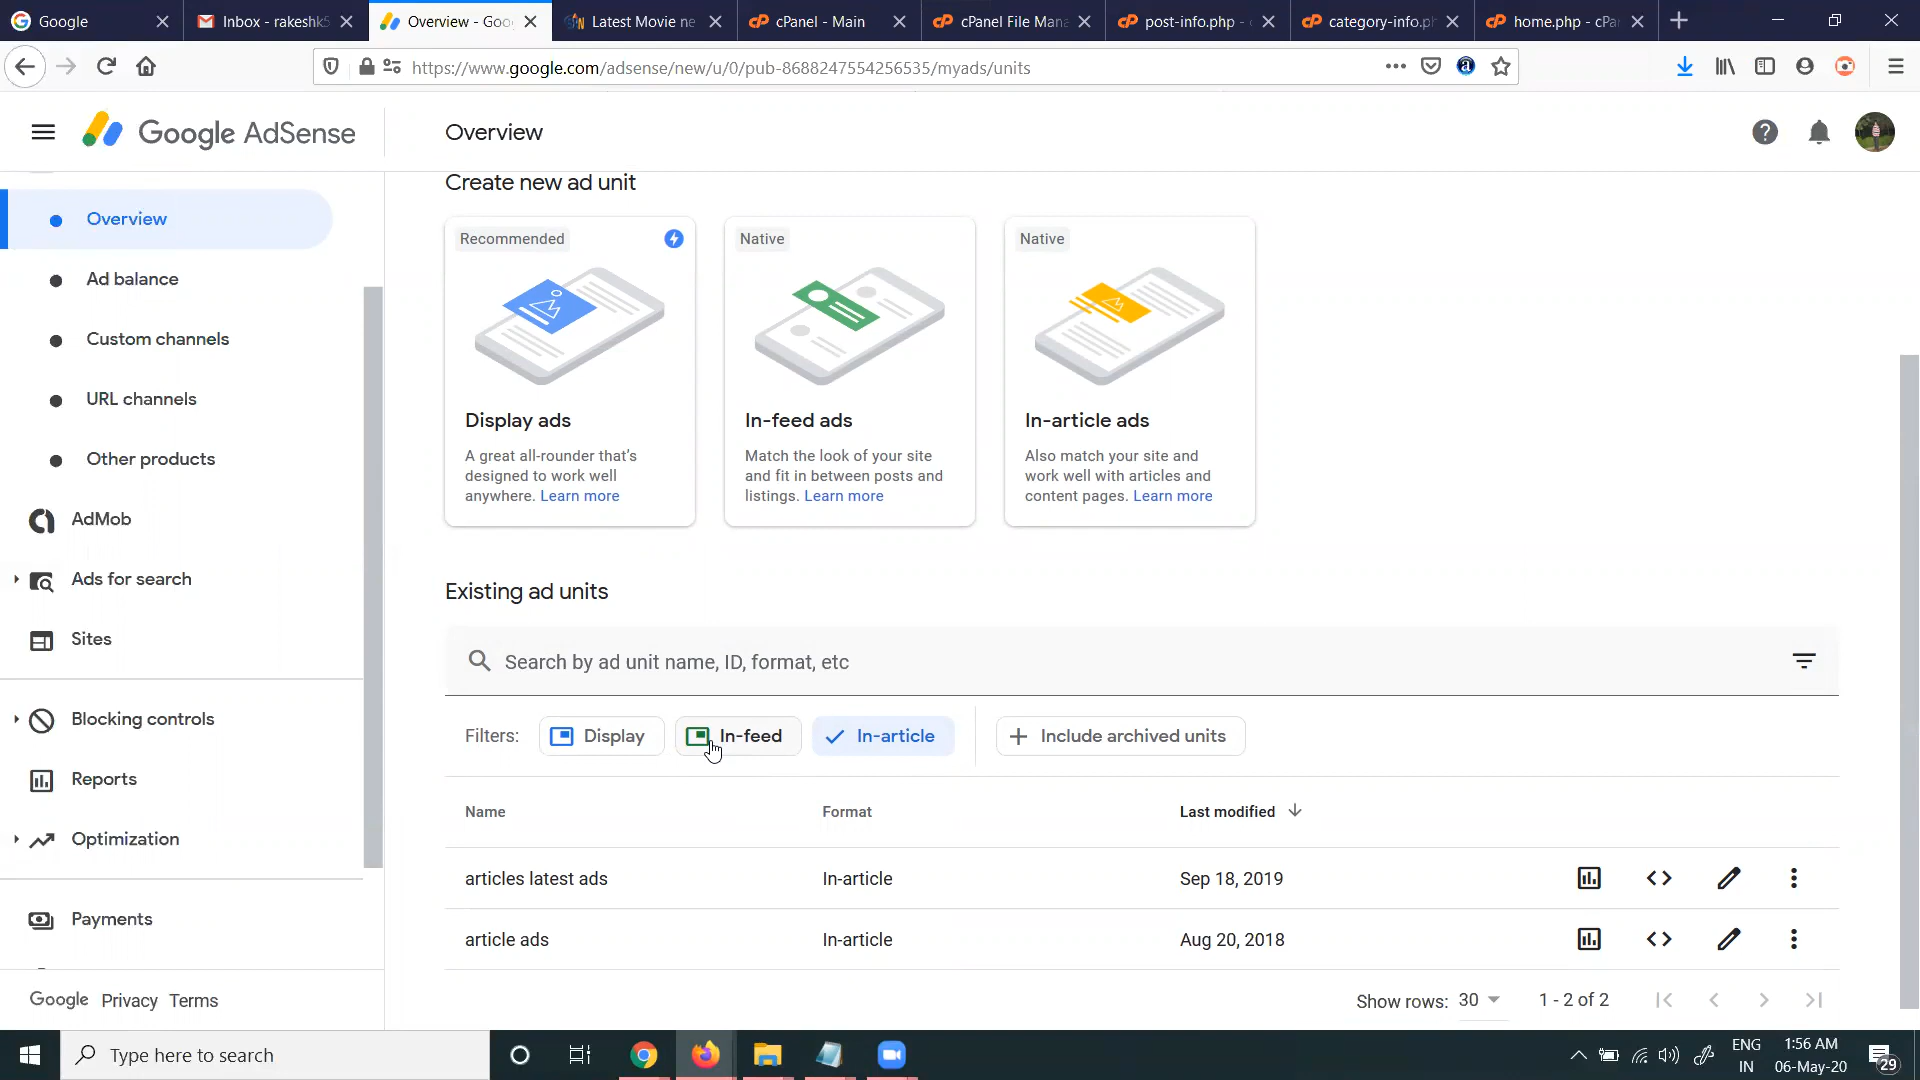 Google
Inbox - rakeshk5
Overview - Goo
Latest Movie ne
cPanel - Main
cPanel File Mana
post-info.php -
category-info.ph
home.php - cPa
https://www.google.com/adsense/new/u/0/pub-8688247554256535/myads/units
Google AdSense
Overview
Overview
Ad balance
Custom channels
URL channels
Other products
AdMob
Ads for search
Sites
Blocking controls
Reports
Optimization
Payments
Google Privacy Terms
Create new ad unit
Recommended
Display ads
A great all-rounder that's
designed to work well
anywhere. Learn more
Native
In-feed ads
Match the look of your site
and fit in between posts and
listings. Learn more
Native
In-article ads
Also match your site and
work well with articles and
content pages. Learn more
Existing ad units
Search by ad unit name, ID, format, etc
Filters: Display In-feed In-article Include archived units
Name Format Last modified
articles latest ads In-article Sep 18, 2019
article ads In-article Aug 20, 2018
Show rows: 30 1 - 2 of 2
Type here to search
ENG
IN
1:56 AM
06-May-20
29